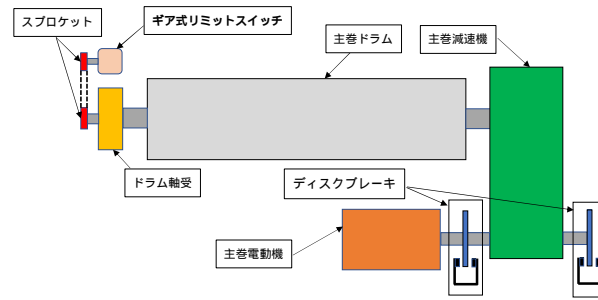 スプロケット
ギア式リミットスイッチ
主巻ドラム
主巻減速機
ドラム軸受
ディスクブレーキ
主巻電動機